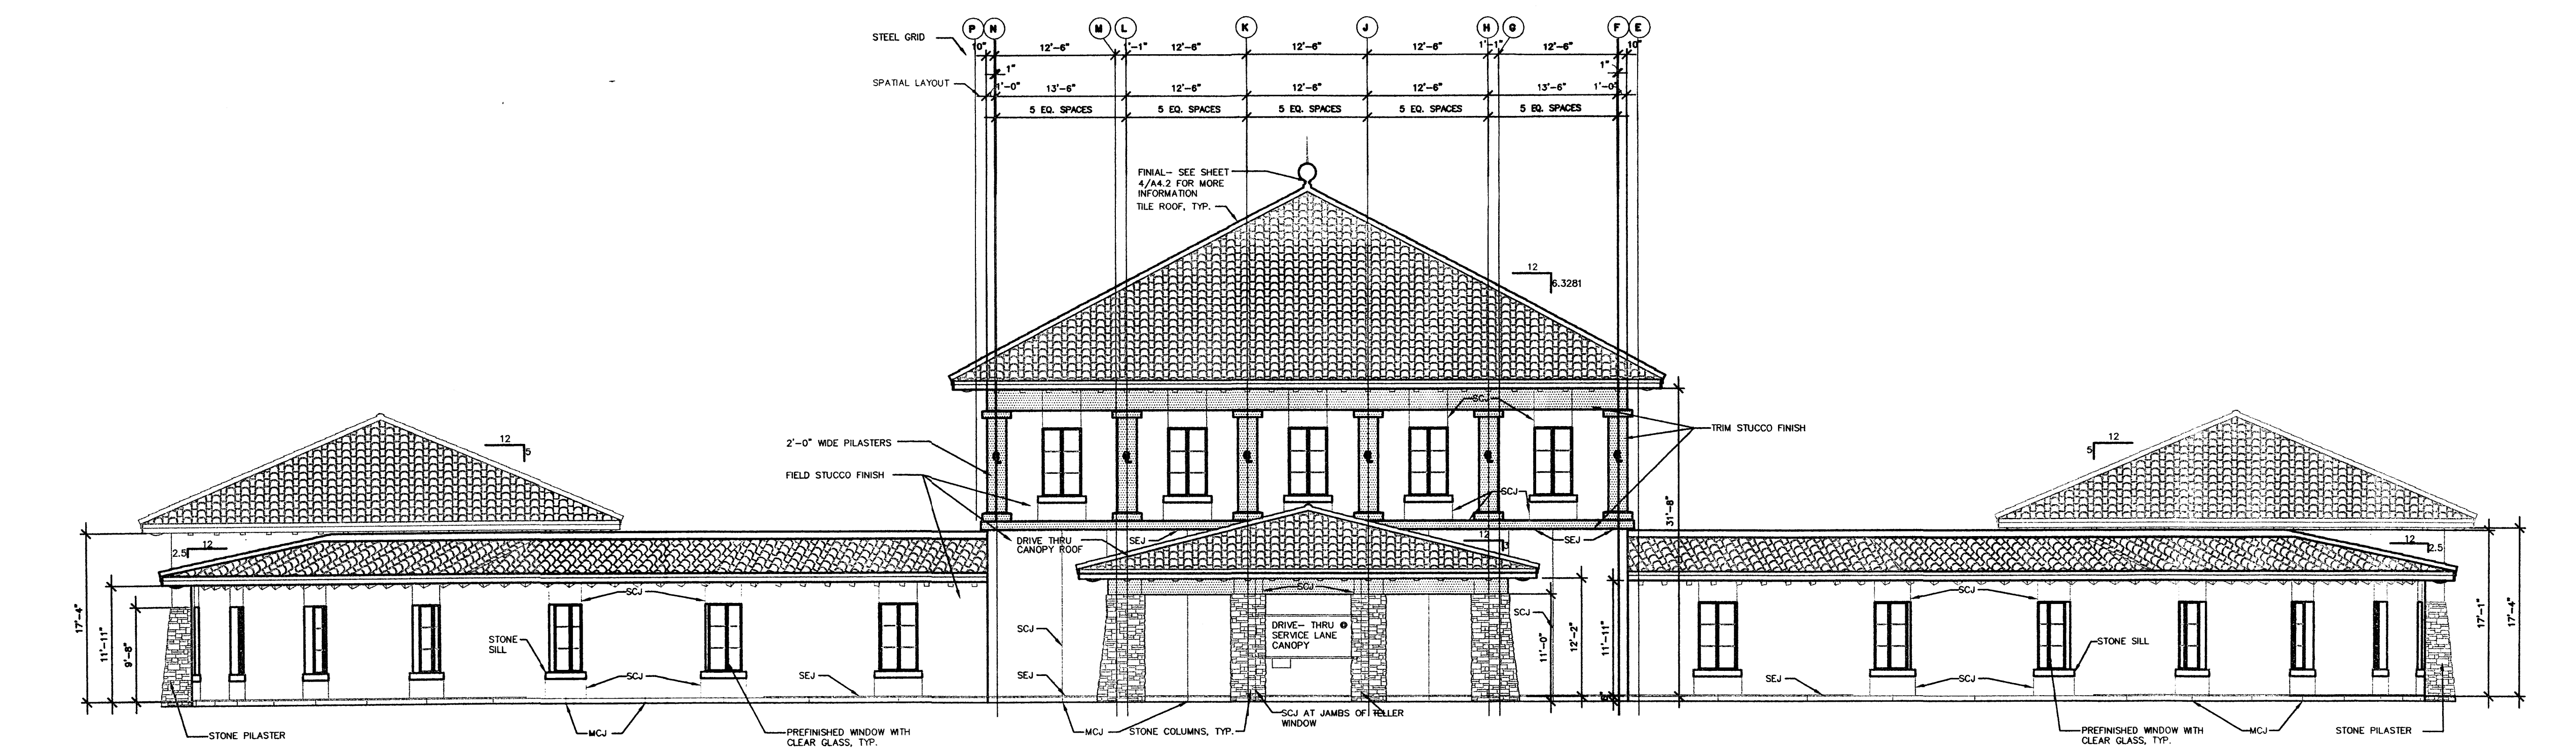 P N M L K J H G F E
STEEL GRID
10" 12'-6" 1'-1" 12'-6" 12'-6" 12'-6" 1'-1" 12'-6" 10"
1" 1"
SPATIAL LAYOUT
1'-0" 13'-6" 12'-6" 12'-6" 12'-6" 13'-6" 1'-0"
5 EQ. SPACES 5 EQ. SPACES 5 EQ. SPACES 5 EQ. SPACES 5 EQ. SPACES
FINIAL- SEE SHEET
4/A4.2 FOR MORE
INFORMATION
TILE ROOF, TYP.
12
6.3281
SCJ
2'-0" WIDE PILASTERS
TRIM STUCCO FINISH
12
5
12
5
FIELD STUCCO FINISH
SCJ
31'-8"
DRIVE THRU
CANOPY ROOF
SEJ
12
3
SEJ
12
2.5
12
2.5
17'-4"
11'-11"
9'-8"
SCJ
SCJ
SCJ
SCJ
STONE
SILL
SCJ
DRIVE- THRU
SERVICE LANE
CANOPY
11'-0"
12'-2"
11'-11"
STONE SILL
17'-1"
17'-4"
SCJ
SEJ
SEJ
SEJ
SCJ
STONE PILASTER
MCJ
PREFINISHED WINDOW WITH
CLEAR GLASS, TYP.
MCJ
STONE COLUMNS, TYP.
SCJ AT JAMBS OF TELLER
WINDOW
PREFINISHED WINDOW WITH
CLEAR GLASS, TYP.
MCJ
STONE PILASTER